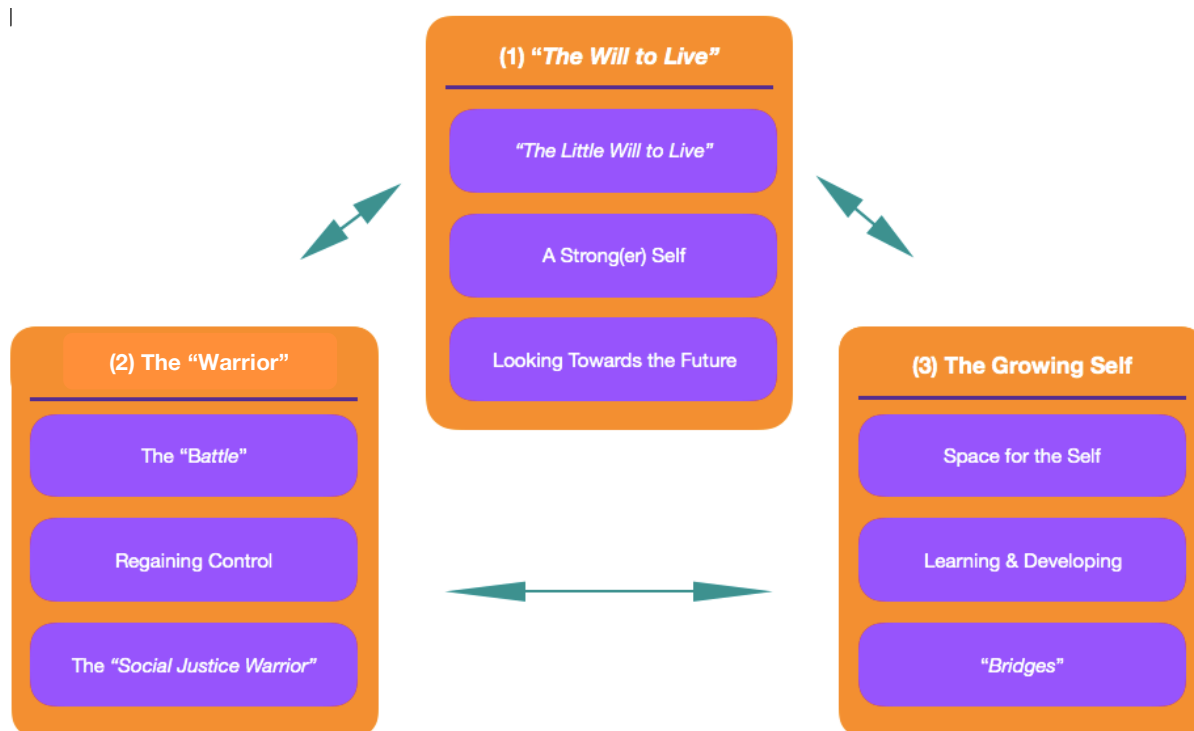 (1) “The Will to Live”
“The Little Will to Live”
A Strong(er) Self
Looking Towards the Future
(2) The “Warrior”
The “Battle”
Regaining Control
The “Social Justice Warrior”
(3) The Growing Self
Space for the Self
Learning & Developing
“Bridges”